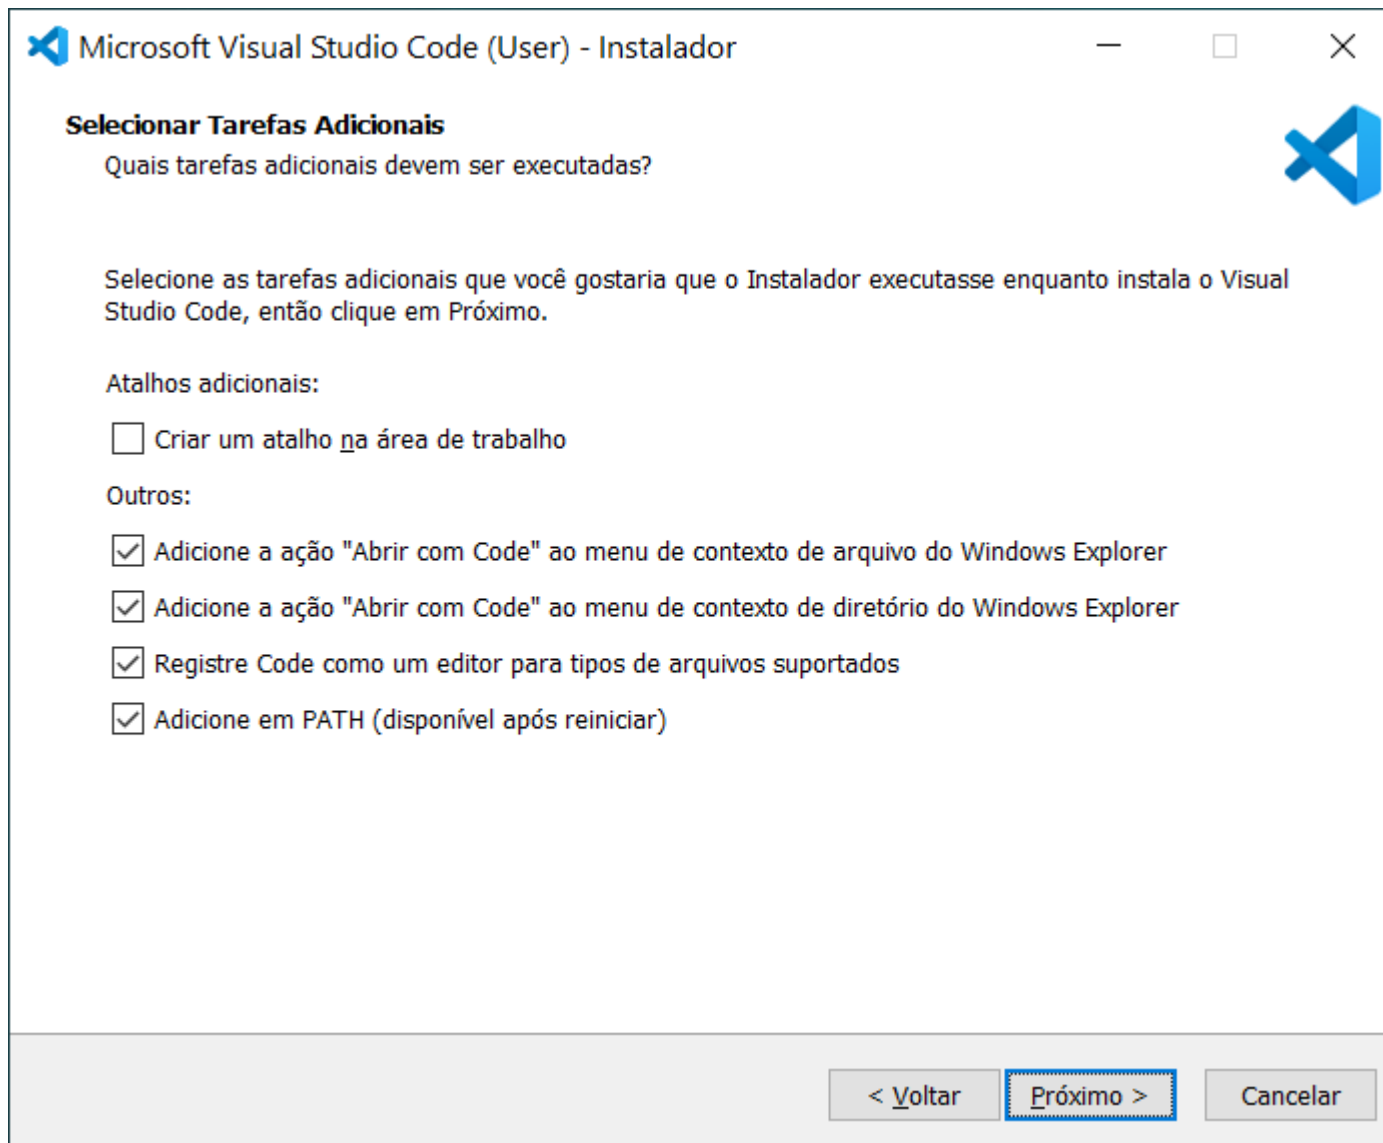 Microsoft Visual Studio Code (User) - Instalador
Selecionar Tarefas Adicionais
Quais tarefas adicionais devem ser executadas?
Selecione as tarefas adicionais que você gostaria que o Instalador executasse enquanto instala o Visual
Studio Code, então clique em Próximo.
Atalhos adicionais:
Criar um atalho na área de trabalho
Outros:
Adicione a ação "Abrir com Code" ao menu de contexto de arquivo do Windows Explorer
Adicione a ação "Abrir com Code" ao menu de contexto de diretório do Windows Explorer
Registre Code como um editor para tipos de arquivos suportados
Adicione em PATH (disponível após reiniciar)
< Voltar
Próximo >
Cancelar